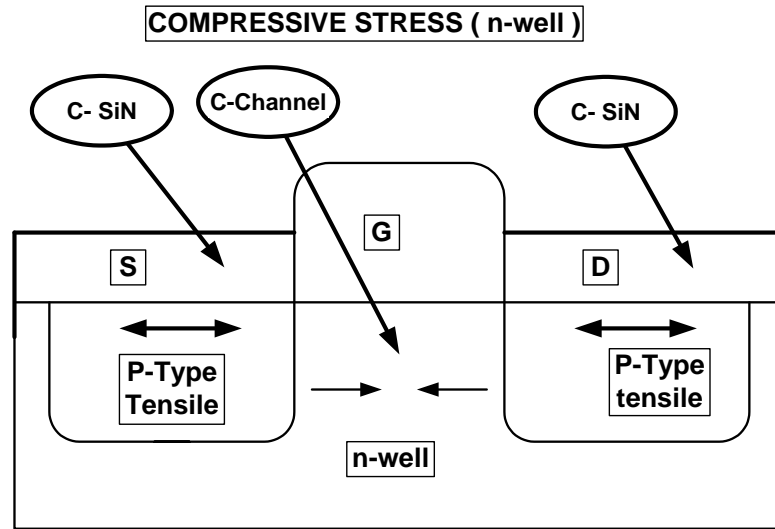 COMPRESSIVE STRESS ( n-well )
C- SiN
C-Channel
C- SiN
G
S
D
P-Type
Tensile
P-Type
tensile
n-well